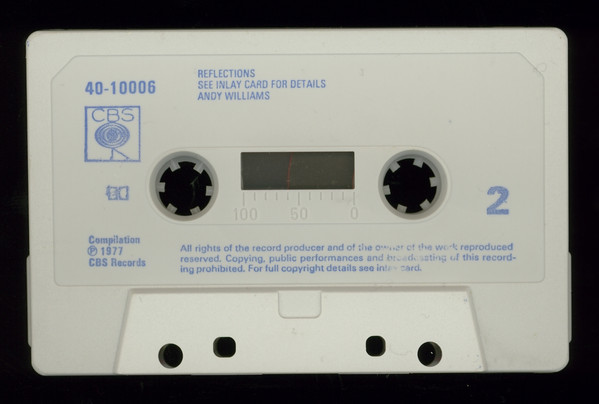 40-10006
REFLECTIONS
SEE INLAY CARD FOR DETAILS
ANDY WILLIAMS
CBS
100 50 0
2
Compilation
℗ 1977
CBS Records
All rights of the record producer and of the owner of the work reproduced
reserved. Copying, public performances and broadcasting of this record-
ing prohibited. For full copyright details see inlay card.